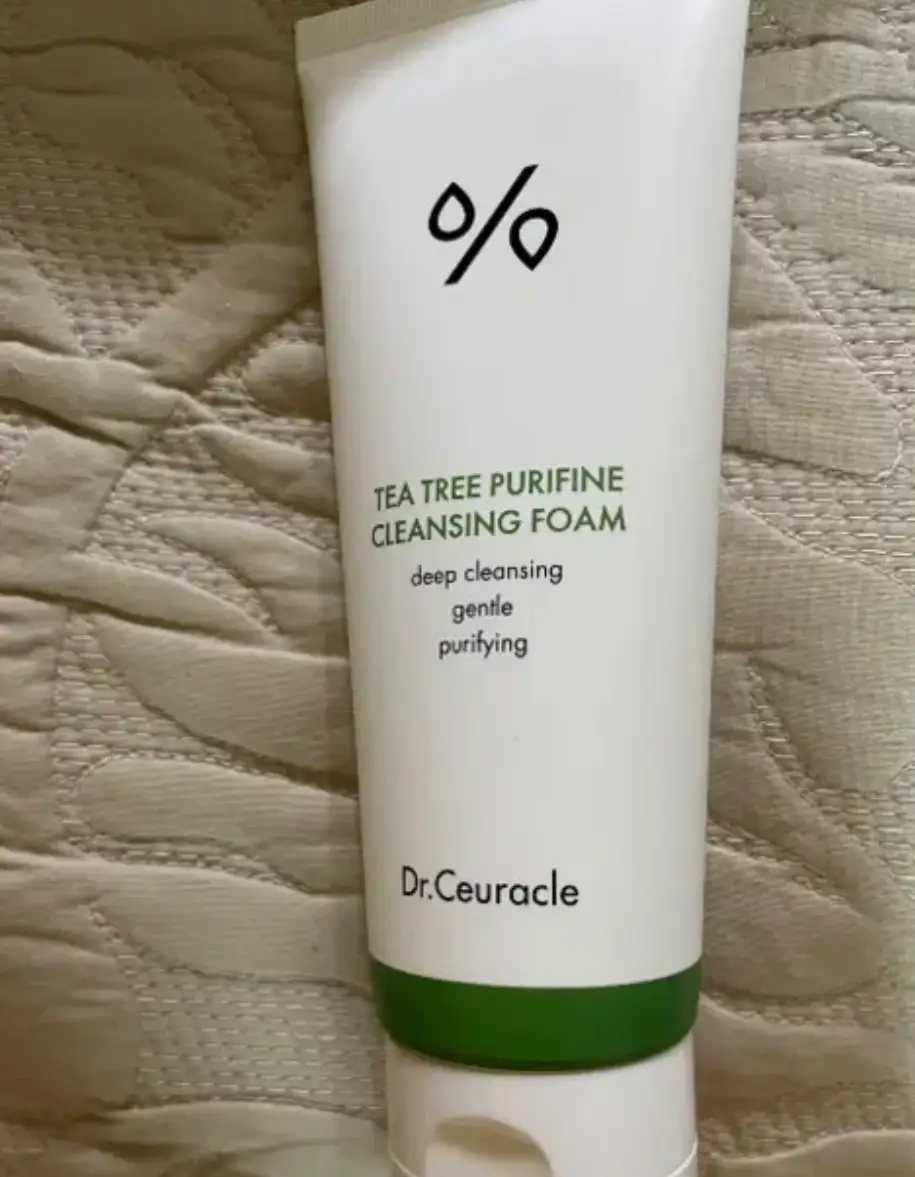 %
TEA TREE PURIFINE
CLEANSING FOAM
deep cleansing
gentle
purifying
Dr.Ceuracle